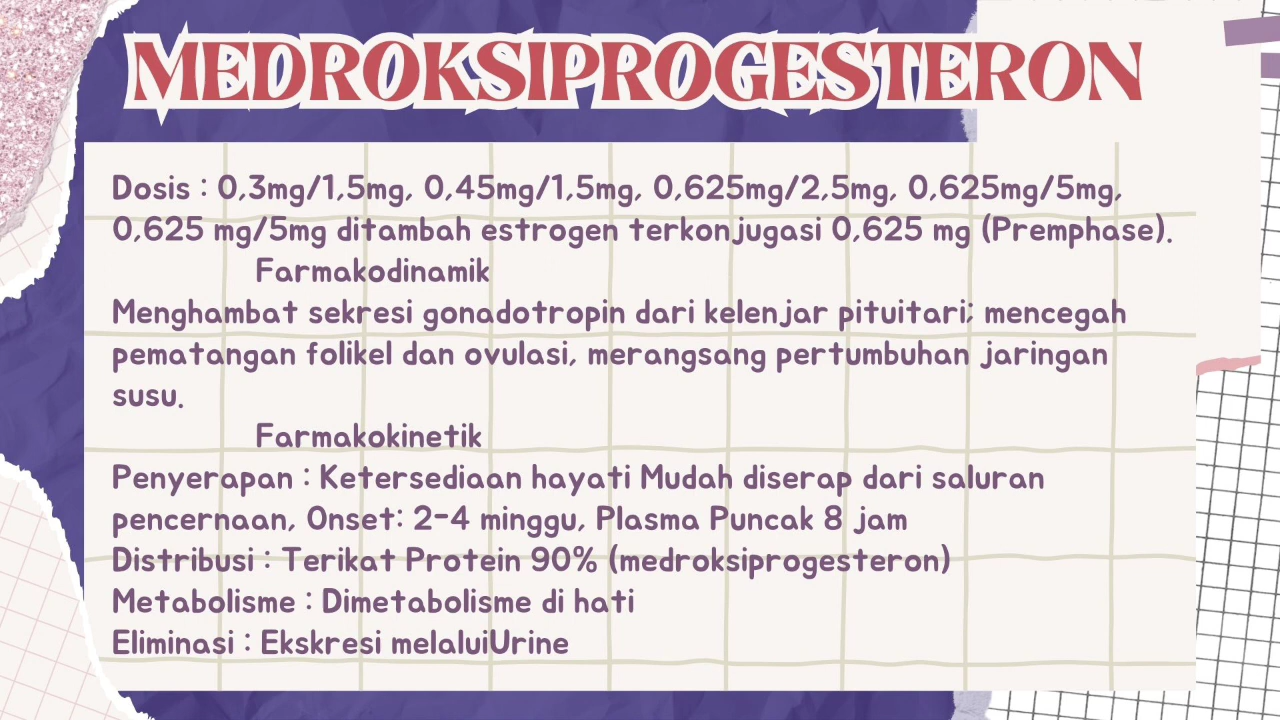 MEDROKSIPROGESTERON
Dosis : 0,3mg/1,5mg, 0,45mg/1,5mg, 0,625mg/2,5mg, 0,625mg/5mg,
0,625 mg/5mg ditambah estrogen terkonjugasi 0,625 mg (Premphase).
Farmakodinamik
Menghambat sekresi gonadotropin dari kelenjar pituitari; mencegah
pematangan folikel dan ovulasi, merangsang pertumbuhan jaringan
susu.
Farmakokinetik
Penyerapan : Ketersediaan hayati Mudah diserap dari saluran
pencernaan, Onset: 2-4 minggu, Plasma Puncak 8 jam
Distribusi : Terikat Protein 90% (medroksiprogesteron)
Metabolisme : Dimetabolisme di hati
Eliminasi : Ekskresi melaluiUrine